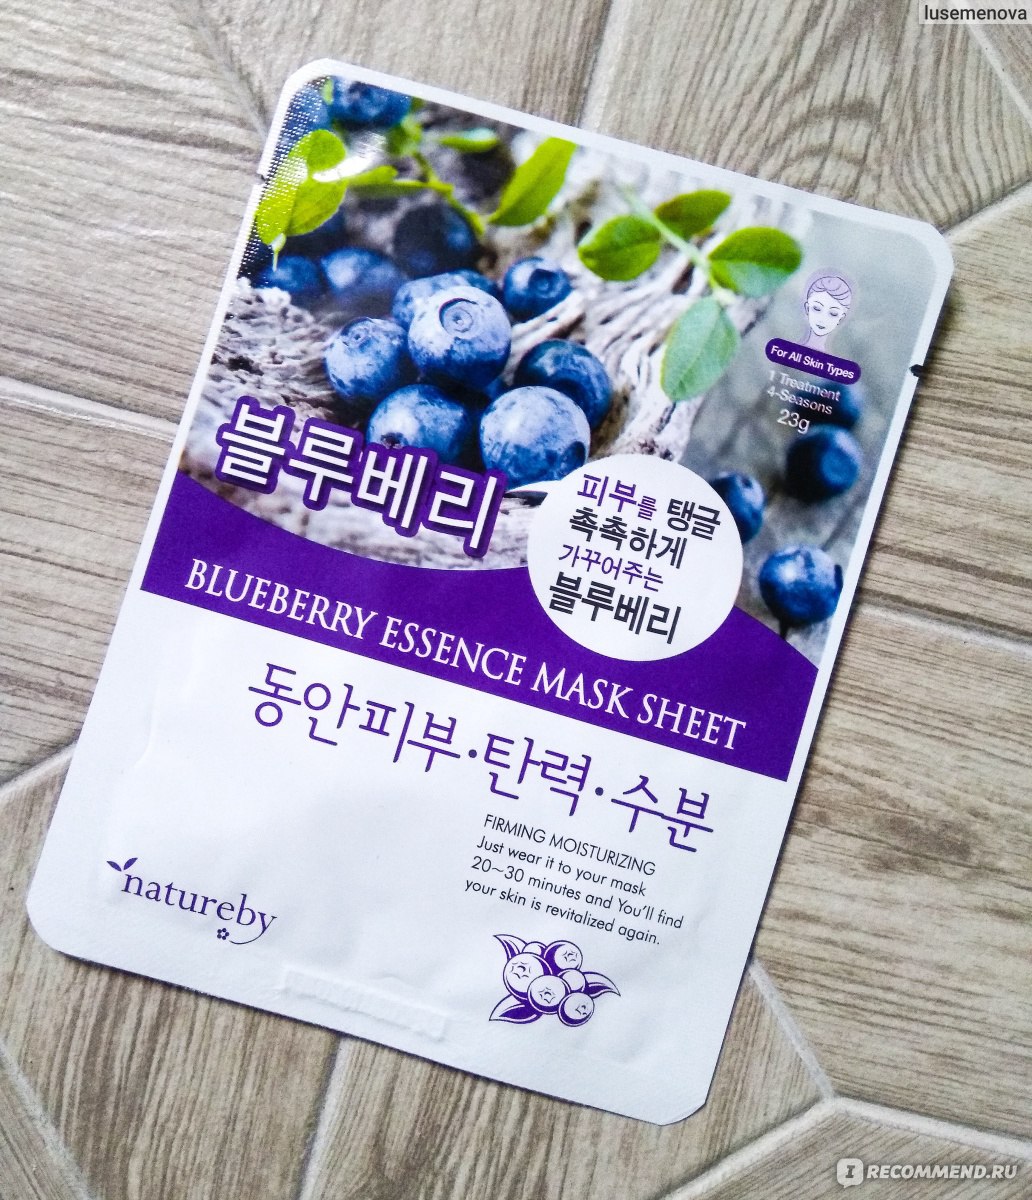 lusemenova
For All Skin Types
1 Treatment
4-Seasons
23g
블루베리
피부를 탱글
촉촉하게
가꾸어주는
블루베리
BLUEBERRY ESSENCE MASK SHEET
동안피부·탄력·수분
FIRMING MOISTURIZING
Just wear it to your mask
20~30 minutes and You'll find
your skin is revitalized again.
natureby
IRECOMMEND.RU